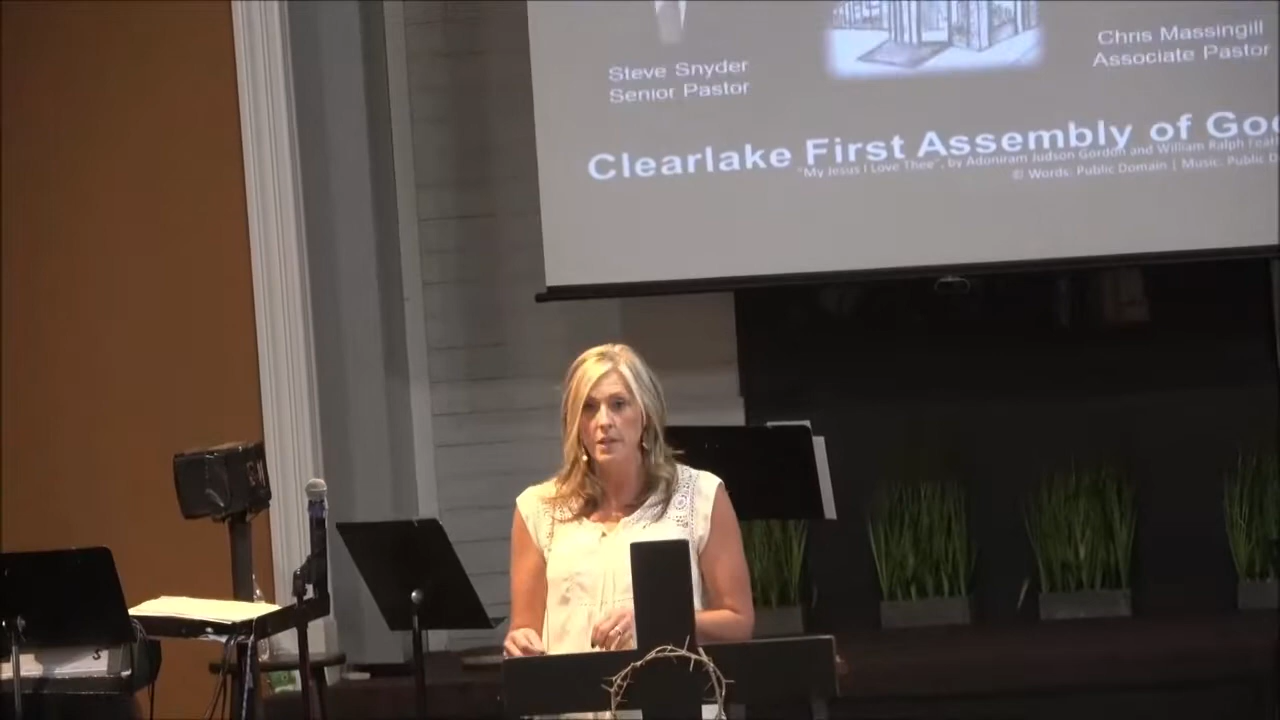 Steve Snyder
Senior Pastor
Chris Massingill
Associate Pastor
Clearlake First Assembly of Go
"My Jesus I Love Thee", by Adoniram Judson Gordon and William Ralph
© Words: Public Domain | Music: Public